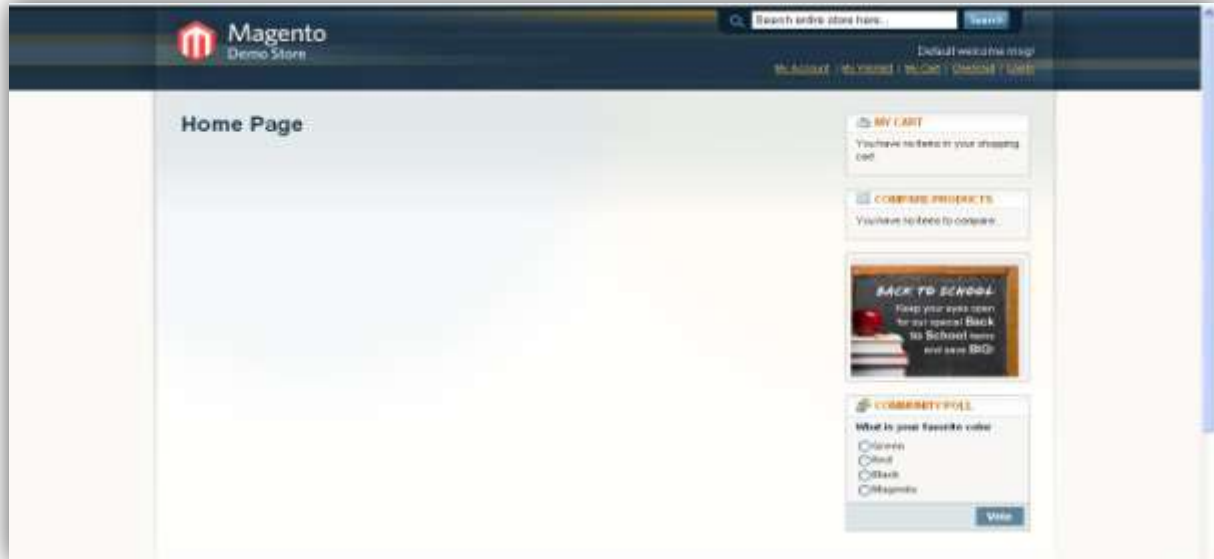 Magento
Demo Store
Search entire store here...
Search
Default welcome msg!
My Account | My Wishlist | My Cart | Checkout | Log In
Home Page
MY CART
You have no items in your shopping
cart.
COMPARE PRODUCTS
You have no items to compare.
BACK TO SCHOOL
Keep your eyes open
for our special Back
to School items
and save BIG!
COMMUNITY POLL
What is your favorite color
Green
Red
Black
Magenta
Vote